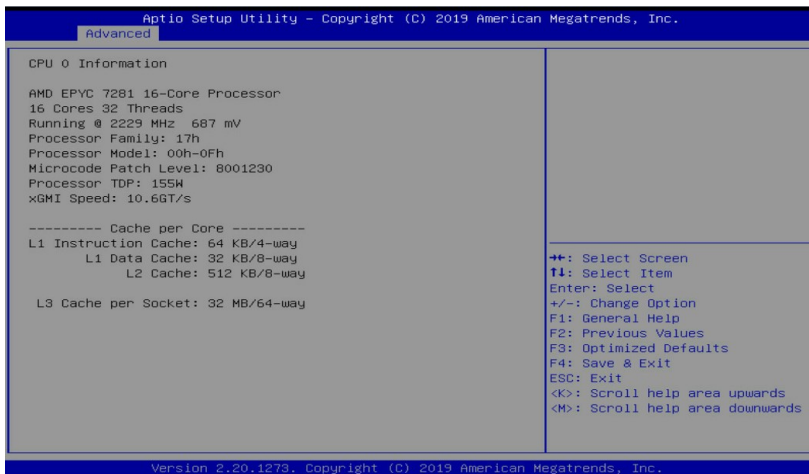 Aptio Setup Utility – Copyright (C) 2019 American Megatrends, Inc.
Advanced
CPU 0 Information
AMD EPYC 7281 16-Core Processor
16 Cores 32 Threads
Running @ 2229 MHz  687 mV
Processor Family: 17h
Processor Model: 00h-0Fh
Microcode Patch Level: 8001230
Processor TDP: 155W
xGMI Speed: 10.6GT/s
--------- Cache per Core ---------
L1 Instruction Cache: 64 KB/4-way
L1 Data Cache: 32 KB/8-way
L2 Cache: 512 KB/8-way
L3 Cache per Socket: 32 MB/64-way
→←: Select Screen
↑↓: Select Item
Enter: Select
+/-: Change Option
F1: General Help
F2: Previous Values
F3: Optimized Defaults
F4: Save & Exit
ESC: Exit
<K>: Scroll help area upwards
<M>: Scroll help area downwards
Version 2.20.1273. Copyright (C) 2019 American Megatrends, Inc.